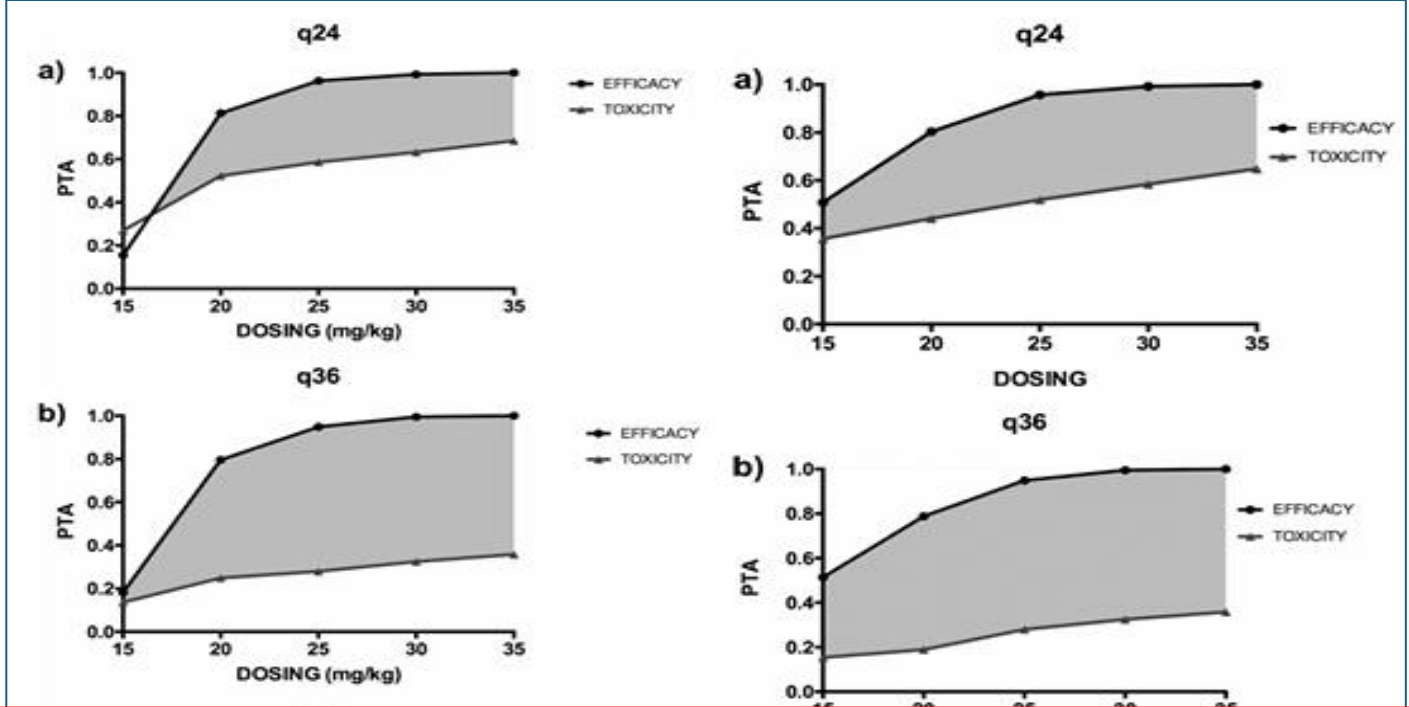 q24
a)
1.0
0.8
0.6
0.4
0.2
0.0
PTA
EFFICACY
TOXICITY
15 20 25 30 35
DOSING (mg/kg)
q36
b)
1.0
0.8
0.6
0.4
0.2
0.0
PTA
EFFICACY
TOXICITY
15 20 25 30 35
DOSING (mg/kg)
q24
a)
1.0
0.8
0.6
0.4
0.2
0.0
PTA
EFFICACY
TOXICITY
15 20 25 30 35
DOSING
q36
b)
1.0
0.8
0.6
0.4
0.2
0.0
PTA
EFFICACY
TOXICITY